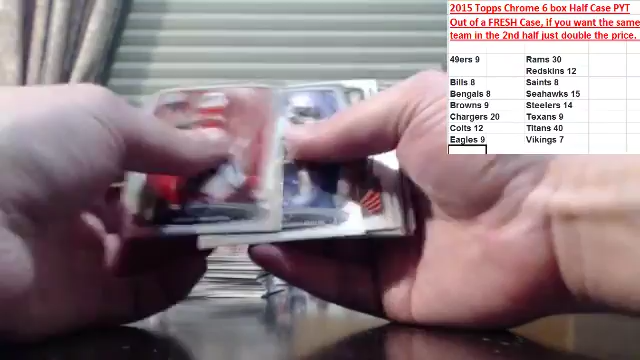 2015 Topps Chrome 6 box Half Case PYT
Out of a FRESH Case, if you want the same
team in the 2nd half just double the price.
49ers 9 Rams 30
Redskins 12
Bills 8 Saints 8
Bengals 8 Seahawks 15
Browns 9 Steelers 14
Chargers 20 Texans 9
Colts 12 Titans 40
Eagles 9 Vikings 7